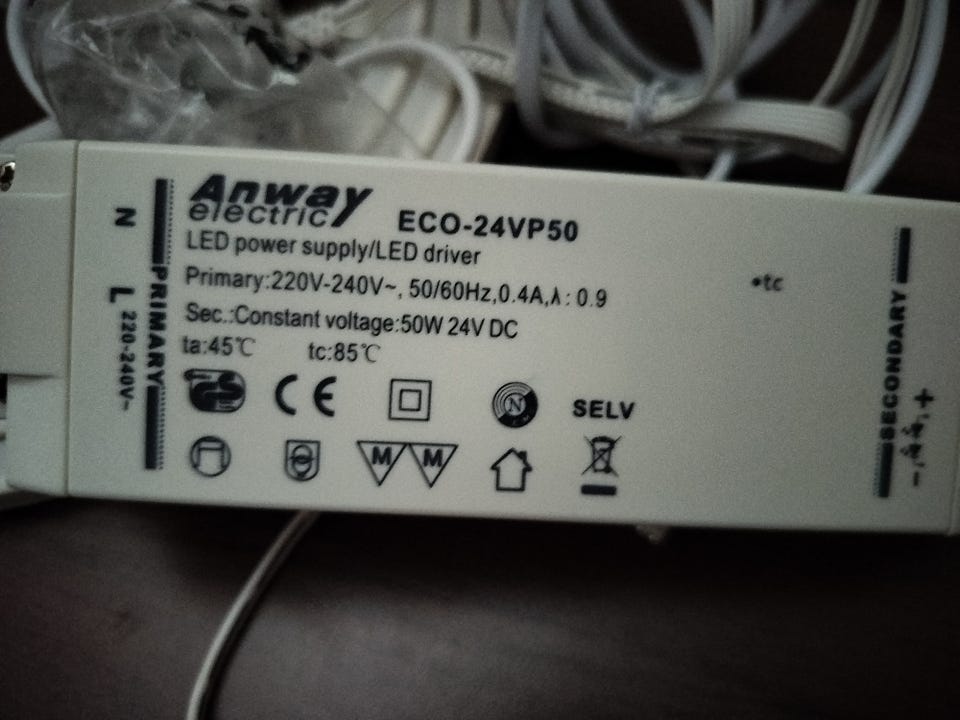 Anway
electric
ECO-24VP50
LED power supply/LED driver
Primary:220V-240V~, 50/60Hz,0.4A,λ: 0.9
Sec.:Constant voltage:50W 24V DC
ta:45℃ tc:85℃
SELV
M M
N
L 220-240V~
PRIMARY
•tc
SECONDARY
+
-
N
CE